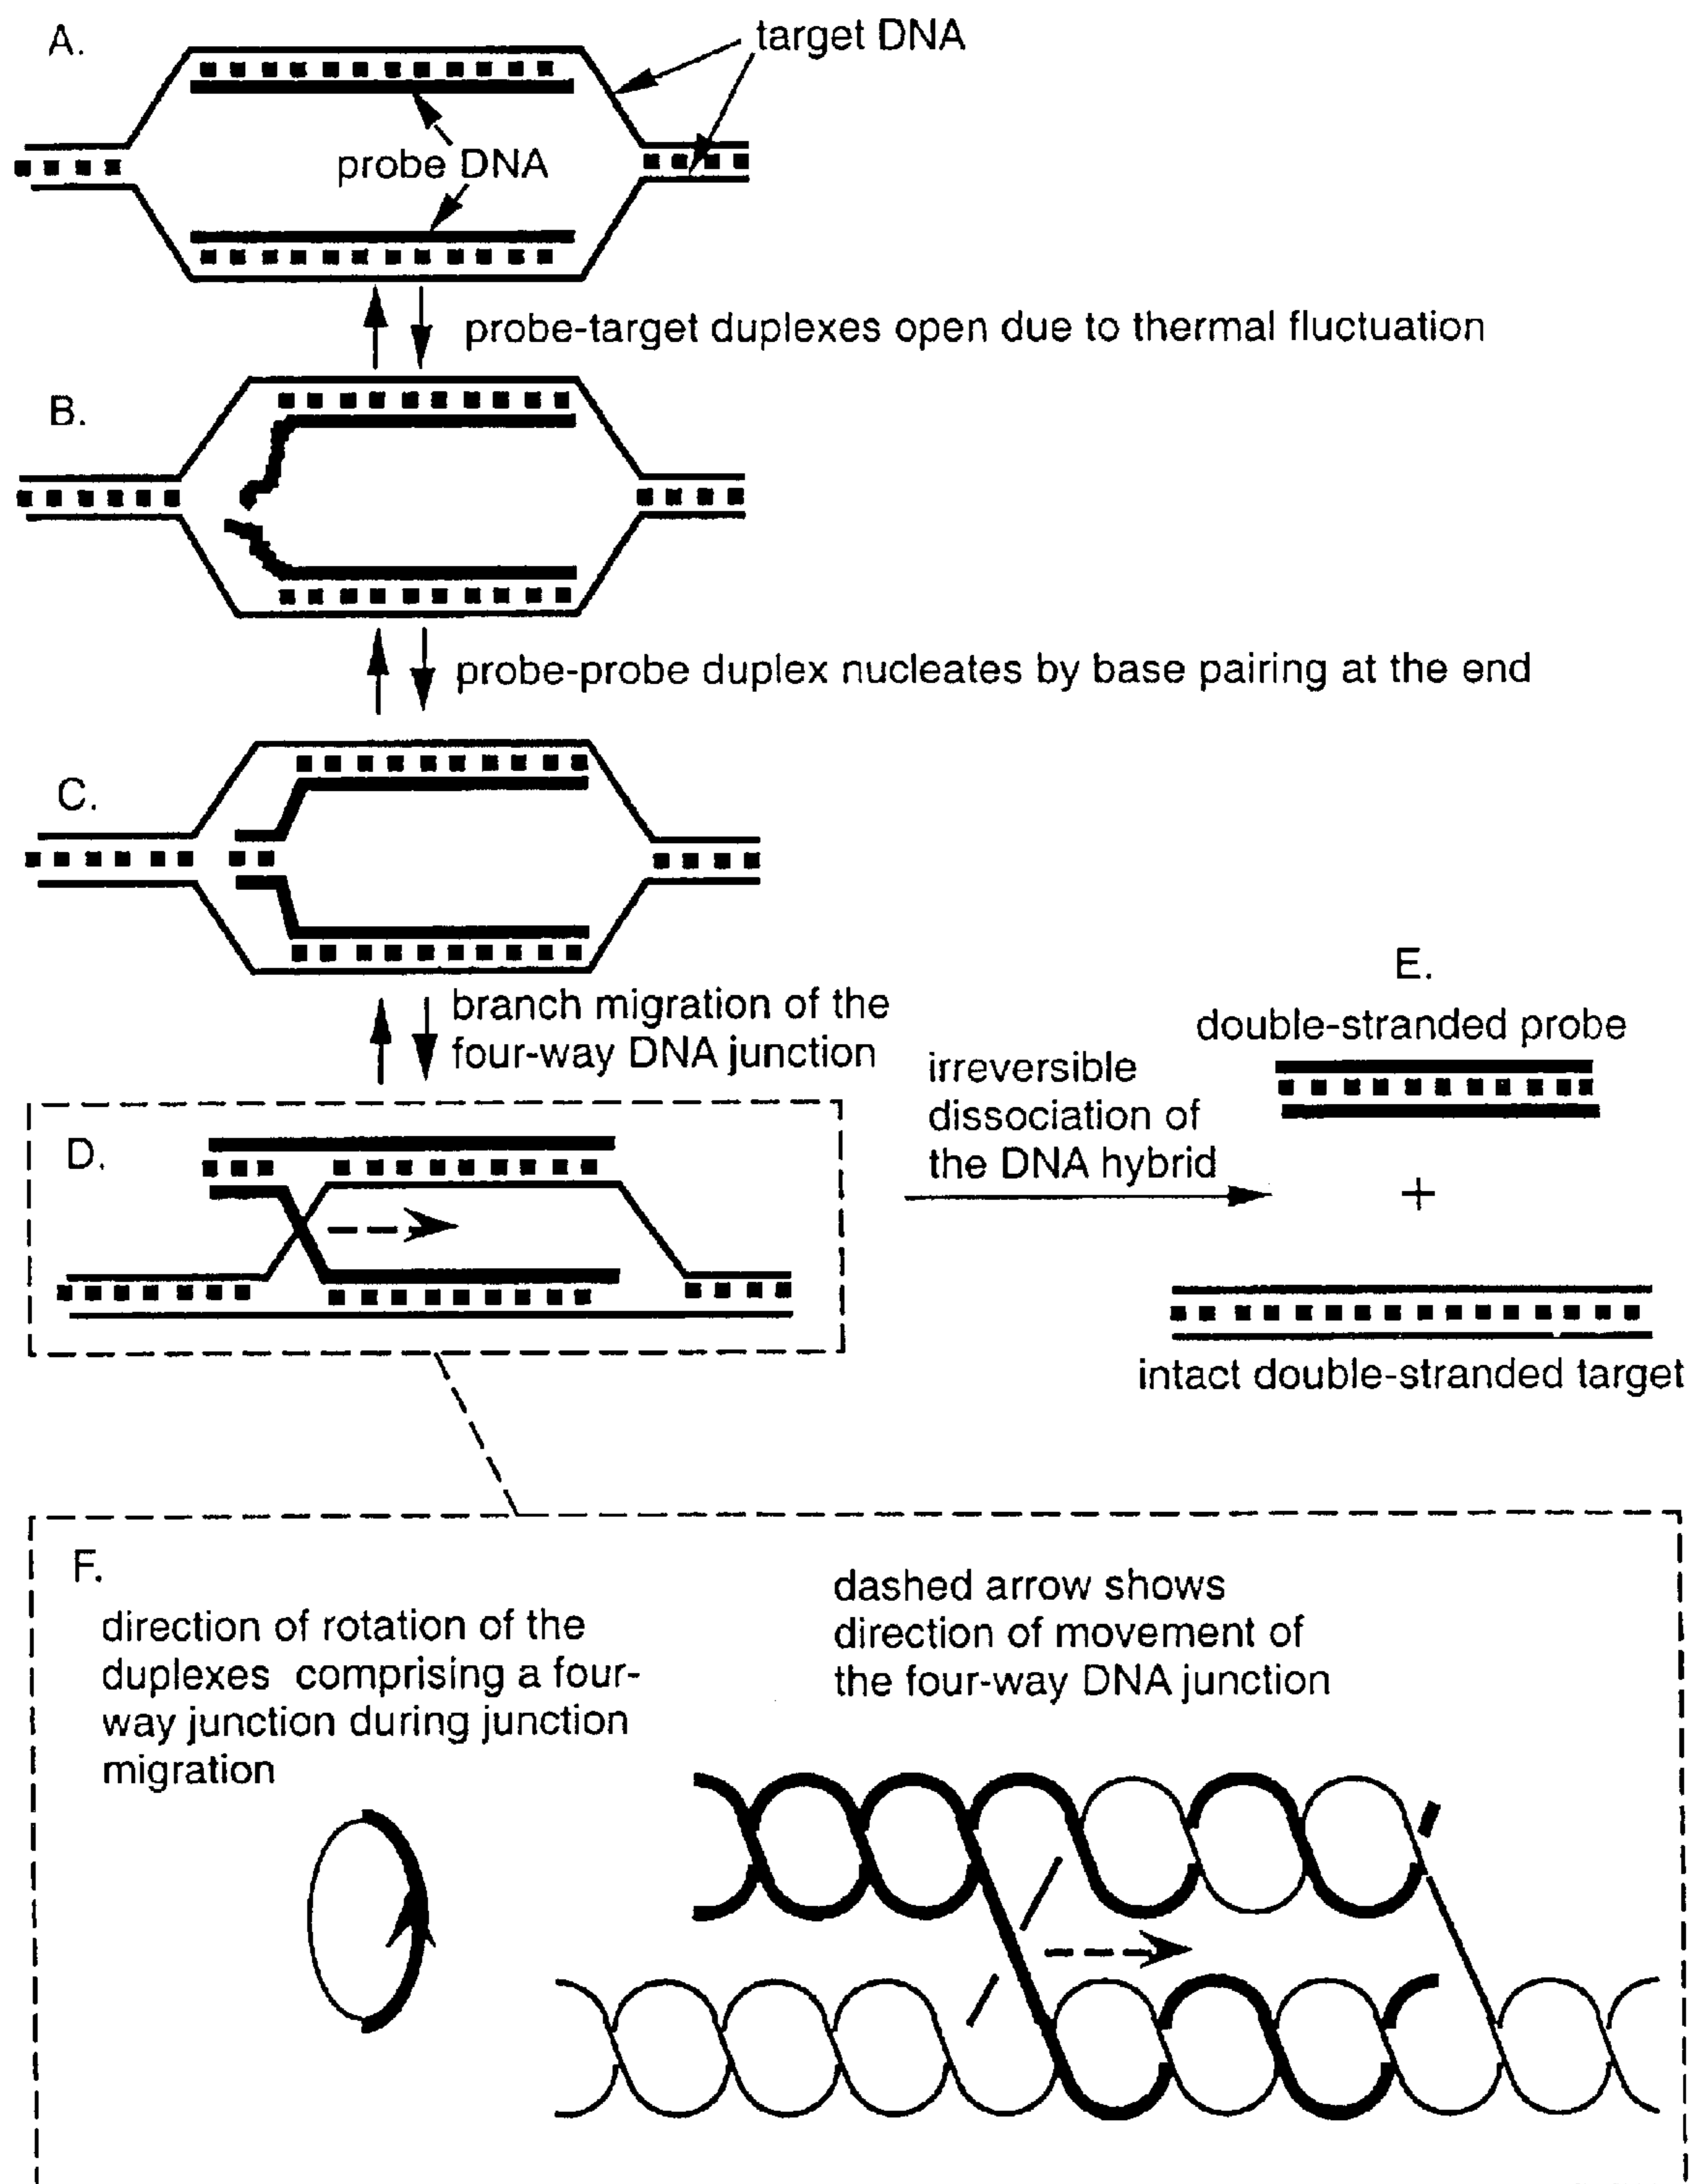 A.
target DNA
probe DNA
probe-target duplexes open due to thermal fluctuation
B.
probe-probe duplex nucleates by base pairing at the end
C.
branch migration of the
four-way DNA junction
E.
double-stranded probe
irreversible
dissociation of
the DNA hybrid
D.
+
intact double-stranded target
F.
direction of rotation of the
duplexes comprising a four-
way junction during junction
migration
dashed arrow shows
direction of movement of
the four-way DNA junction